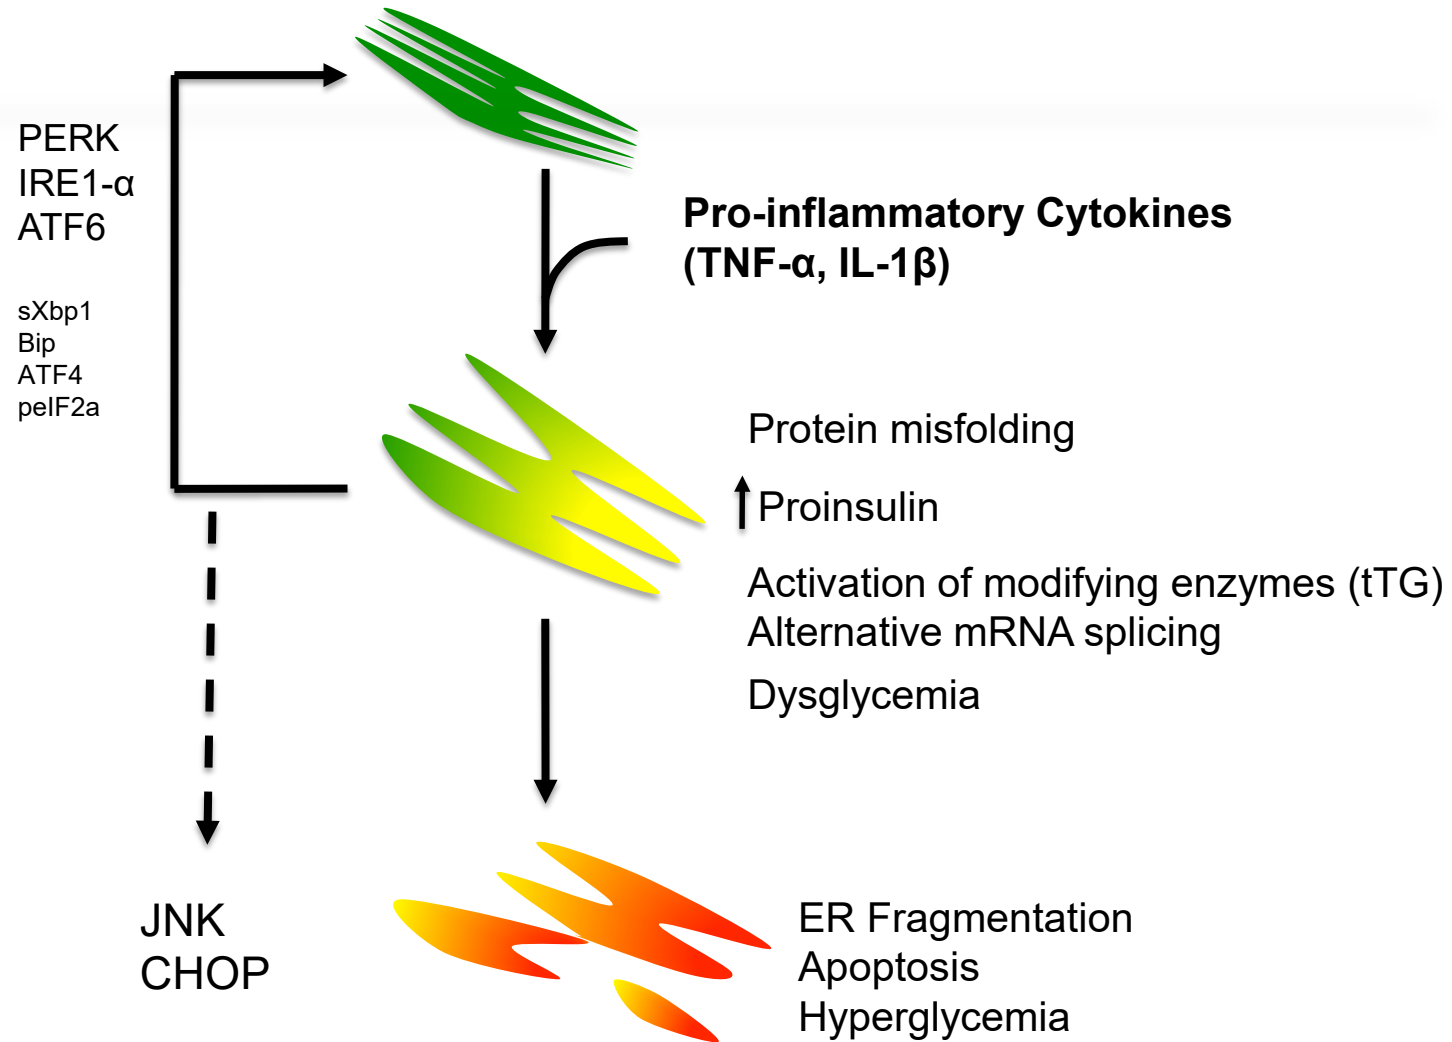 PERK
IRE1-α
ATF6
sXbp1
Bip
ATF4
peIF2a
Pro-inflammatory Cytokines
(TNF-α, IL-1β)
Protein misfolding
Proinsulin
Activation of modifying enzymes (tTG)
Alternative mRNA splicing
Dysglycemia
JNK
CHOP
ER Fragmentation
Apoptosis
Hyperglycemia